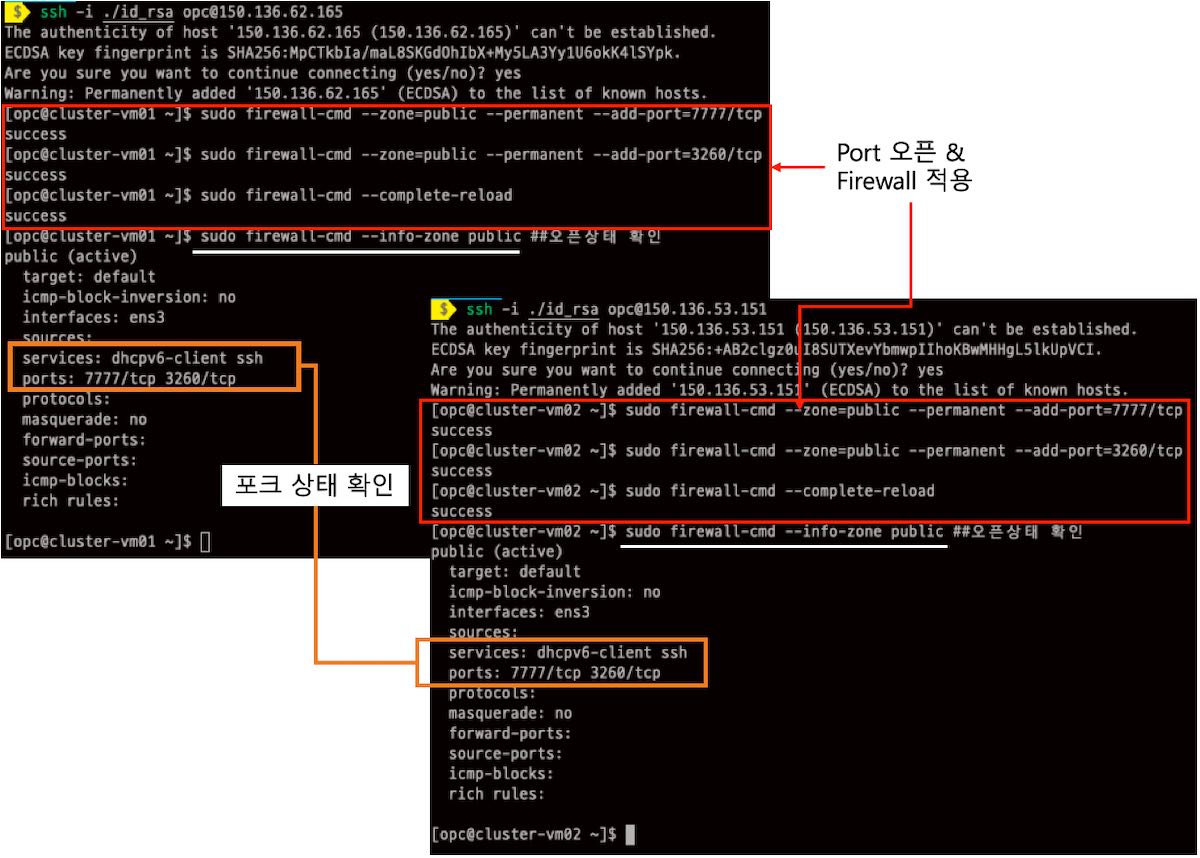 $ ssh -i ./id_rsa opc@150.136.62.165
The authenticity of host '150.136.62.165 (150.136.62.165)' can't be established.
ECDSA key fingerprint is SHA256:MpCTkbIa/maL8SKGdOhIbX+My5LA3Yy1U6okK4lSYpk.
Are you sure you want to continue connecting (yes/no)? yes
Warning: Permanently added '150.136.62.165' (ECDSA) to the list of known hosts.
[opc@cluster-vm01 ~]$ sudo firewall-cmd --zone=public --permanent --add-port=7777/tcp
success
[opc@cluster-vm01 ~]$ sudo firewall-cmd --zone=public --permanent --add-port=3260/tcp
success
[opc@cluster-vm01 ~]$ sudo firewall-cmd --complete-reload
success
[opc@cluster-vm01 ~]$ sudo firewall-cmd --info-zone public ##오픈상태 확인
public (active)
target: default
icmp-block-inversion: no
interfaces: ens3
sources:
services: dhcpv6-client ssh
ports: 7777/tcp 3260/tcp
protocols:
masquerade: no
forward-ports:
source-ports:
icmp-blocks:
rich rules:
[opc@cluster-vm01 ~]$
Port 오픈 &
Firewall 적용
포크 상태 확인
$ ssh -i ./id_rsa opc@150.136.53.151
The authenticity of host '150.136.53.151 (150.136.53.151)' can't be established.
ECDSA key fingerprint is
Are you sure you want to continue connecting (yes/no)? yes
Warning: Permanently added '150.136.53.151' (ECDSA) to the list of known hosts.
[opc@cluster-vm02 ~]$ sudo firewall-cmd --zone=public --permanent --add-port=7777/tcp
success
[opc@cluster-vm02 ~]$ sudo firewall-cmd --zone=public --permanent --add-port=3260/tcp
success
[opc@cluster-vm02 ~]$ sudo firewall-cmd --complete-reload
success
[opc@cluster-vm02 ~]$ sudo firewall-cmd --info-zone public ##오픈상태 확인
public (active)
target: default
icmp-block-inversion: no
interfaces: ens3
sources:
services: dhcpv6-client ssh
ports: 7777/tcp 3260/tcp
protocols:
masquerade: no
forward-ports:
source-ports:
icmp-blocks:
rich rules:
[opc@cluster-vm02 ~]$